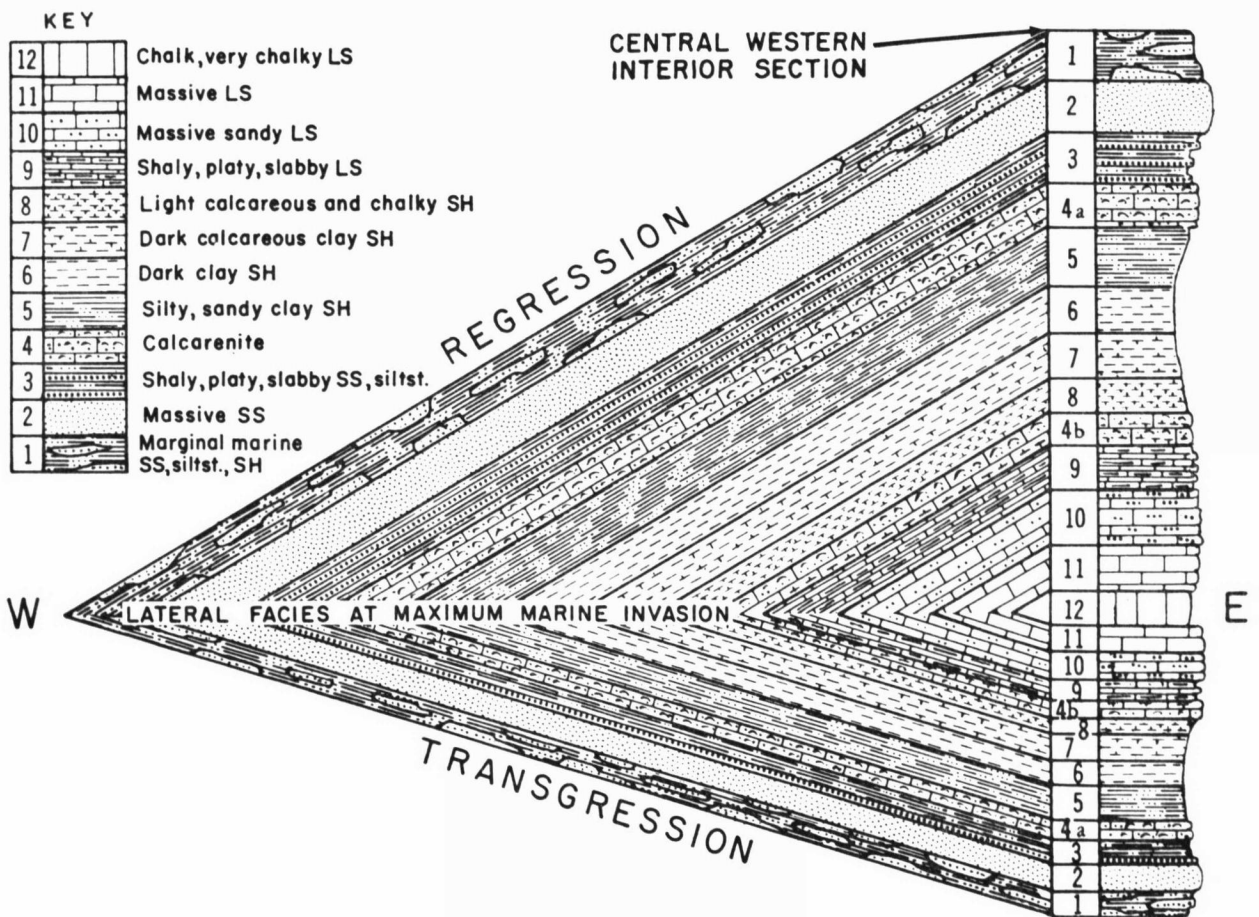 KEY
12 Chalk, very chalky LS
11 Massive LS
10 Massive sandy LS
9 Shaly, platy, slabby LS
8 Light calcareous and chalky SH
7 Dark calcareous clay SH
6 Dark clay SH
5 Silty, sandy clay SH
4 Calcarenite
3 Shaly, platy, slabby SS, siltst.
2 Massive SS
1 Marginal marine
SS, siltst., SH
CENTRAL WESTERN
INTERIOR SECTION
REGRESSION
W
LATERAL FACIES AT MAXIMUM MARINE INVASION
E
TRANSGRESSION
1
2
3
4a
5
6
7
8
4b
9
10
11
12
11
10
9
4b
8
7
6
5
4a
3
2
1